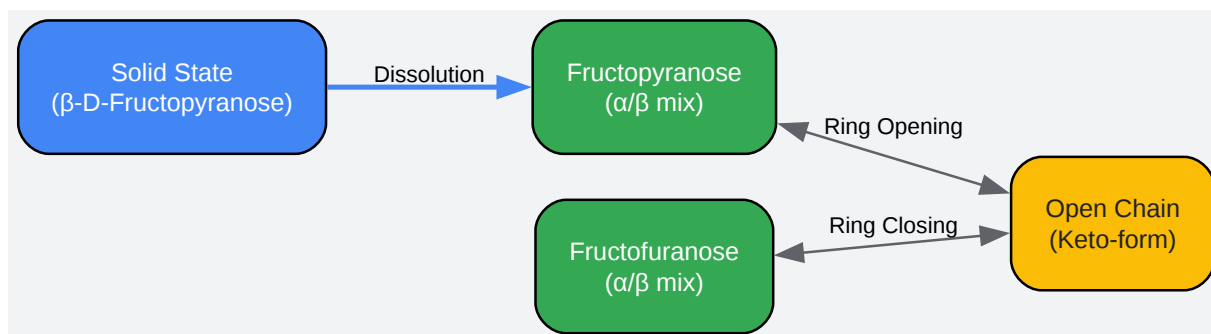 Solid State
(β-D-Fructopyranose)
Dissolution
Fructopyranose
(α/β mix)
Ring Opening
Open Chain
(Keto-form)
Ring Closing
Fructofuranose
(α/β mix)